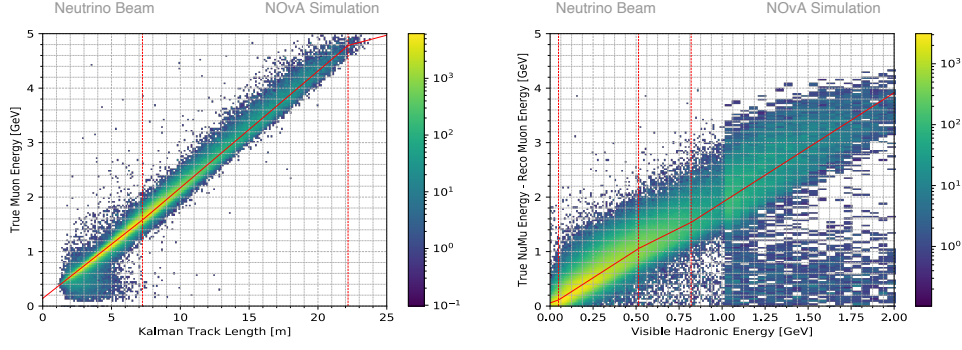 Neutrino Beam NOvA Simulation
True Muon Energy [GeV]
5
4
3
2
1
0
0 5 10 15 20 25
Kalman Track Length [m]
10³
10²
10¹
10⁰
10⁻¹
Neutrino Beam NOvA Simulation
True NuMu Energy - Reco Muon Energy [GeV]
5
4
3
2
1
0
0.00 0.25 0.50 0.75 1.00 1.25 1.50 1.75 2.00
Visible Hadronic Energy [GeV]
10³
10²
10¹
10⁰